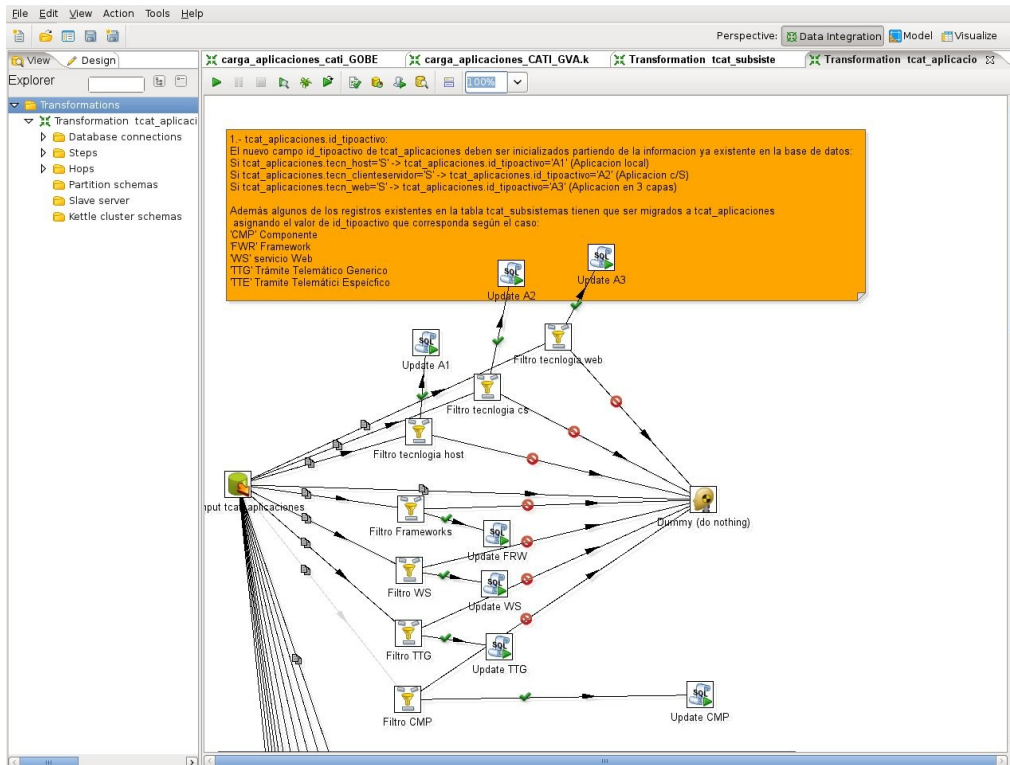 File Edit View Action Tools Help
Perspective: Data Integration Model Visualize
View Design
carga_aplicaciones_cati_GOBE carga_aplicaciones_CATI_GVA.k Transformation tcat_subsiste Transformation tcat_aplicacio
Explorer
100%
Transformations
Transformation tcat_aplicaci
Database connections
Steps
Hops
Partition schemas
Slave server
Kettle cluster schemas
1.- tcat_aplicaciones.id_tipoactivo:
El nuevo campo id_tipoactivo de tcat_aplicaciones deben ser inicializados partiendo de la informacion ya existente en la base de datos:
Si tcat_aplicaciones.tecn_host='S' -> tcat_aplicaciones.id_tipoactivo='A1' (Aplicacion local)
Si tcat_aplicaciones.tecn_clienteservidor='S' -> tcat_aplicaciones.id_tipoactivo='A2' (Aplicacion c/S)
Si tcat_aplicaciones.tecn_web='S' -> tcat_aplicaciones.id_tipoactivo='A3' (Aplicacion en 3 capas)
Además algunos de los registros existentes en la tabla tcat_subsistemas tienen que ser migrados a tcat_aplicaciones
asignando el valor de id_tipoactivo que corresponda según el caso:
'CMP' Componente
'FWR' Framework
'WS' servicio Web
'TTG' Trámite Telemático Generico
'TTE' Tramite Telemátici Espeícfico
Update A3
Update A2
Update A1
Filtro tecnlogia web
Filtro tecnlogia cs
Filtro tecnlogia host
nput tcat_aplicaciones
Dummy (do nothing)
Filtro Frameworks
Update FRW
Filtro WS
Update WS
Filtro TTG
Update TTG
Filtro CMP
Update CMP